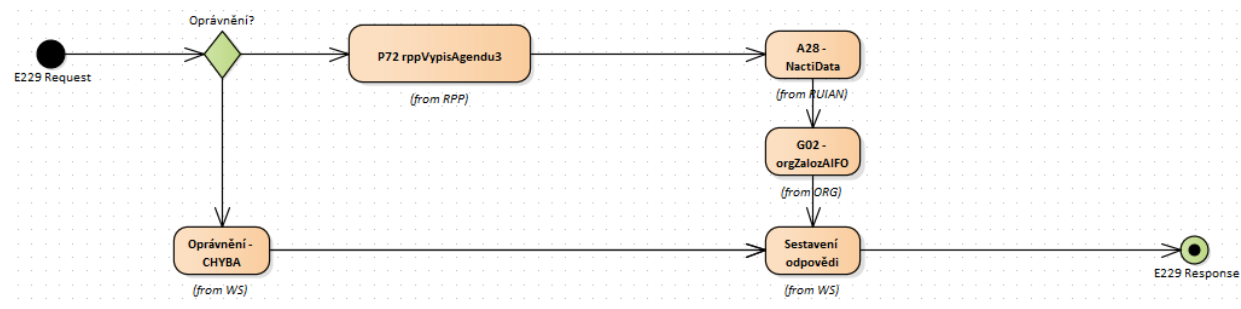 Oprávnění?
E229 Request
P72 rppVypisAgendu3
(from RPP)
A28 -
NactiData
(from RUIAN)
G02 -
orgZalozAIFO
(from ORG)
Oprávnění -
CHYBA
(from WS)
Sestavení
odpovědi
(from WS)
E229 Response